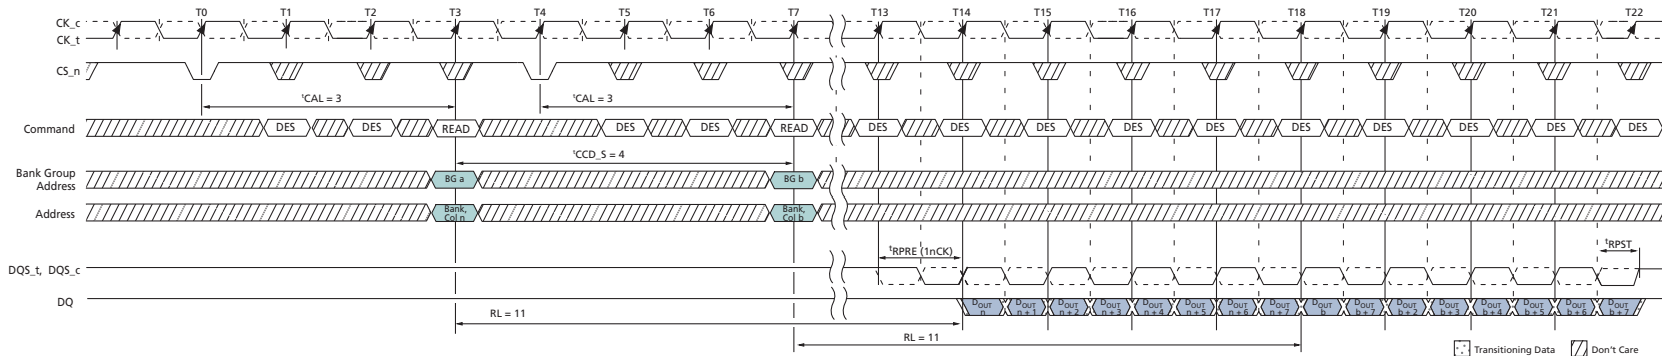 CK_c
CK_t
T0 T1 T2 T3 T4 T5 T6 T7 T13 T14 T15 T16 T17 T18 T19 T20 T21 T22
CS_n
tCAL = 3 tCAL = 3
Command DES DES READ DES DES READ DES DES DES DES DES DES DES DES DES DES
tCCD_S = 4
Bank Group
Address
BG a BG b
Address
Bank, Bank,
Col n Col b
tRPRE (1nCK) tRPST
DQS_t, DQS_c
DQ
DOUT DOUT DOUT DOUT DOUT DOUT DOUT DOUT DOUT DOUT DOUT DOUT DOUT DOUT DOUT DOUT
n n + 1 n + 2 n + 3 n + 4 n + 5 n + 6 n + 7 b b + 7 b + 2 b + 3 b + 4 b + 5 b + 6 b + 7
RL = 11
RL = 11
Transitioning Data Don't Care